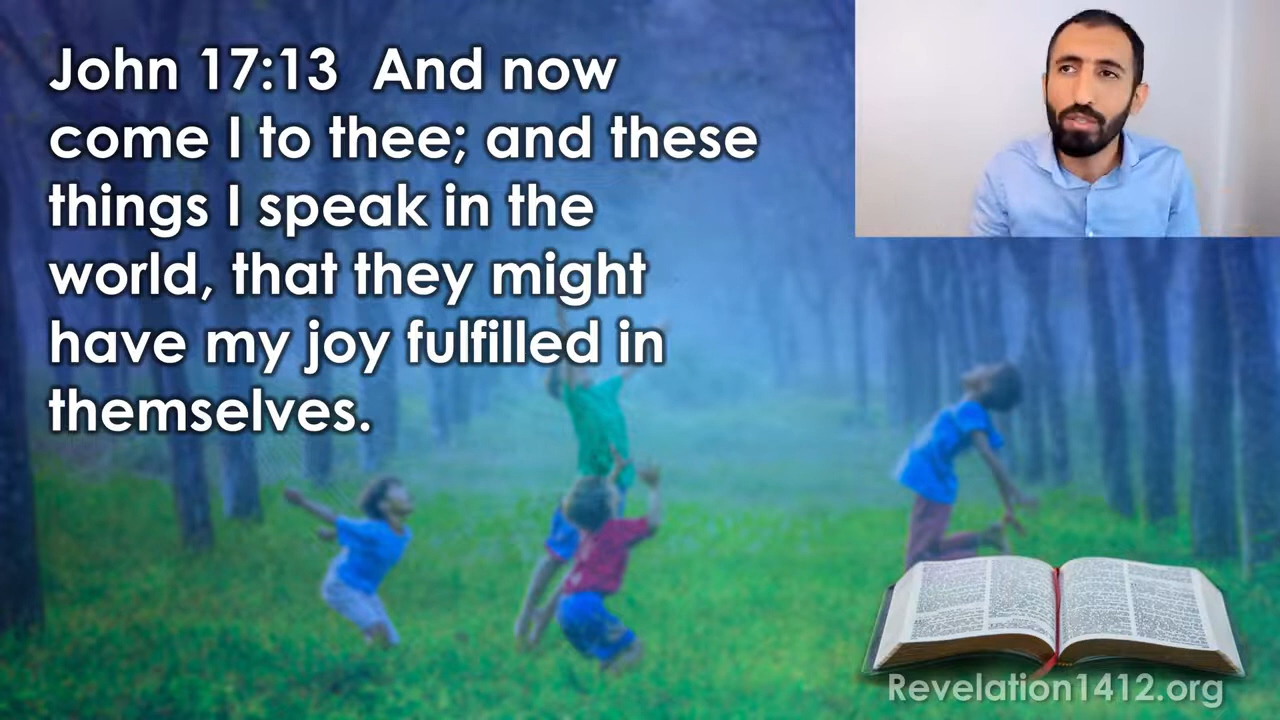 John 17:13  And now
come I to thee; and these
things I speak in the
world, that they might
have my joy fulfilled in
themselves.
Revelation1412.org